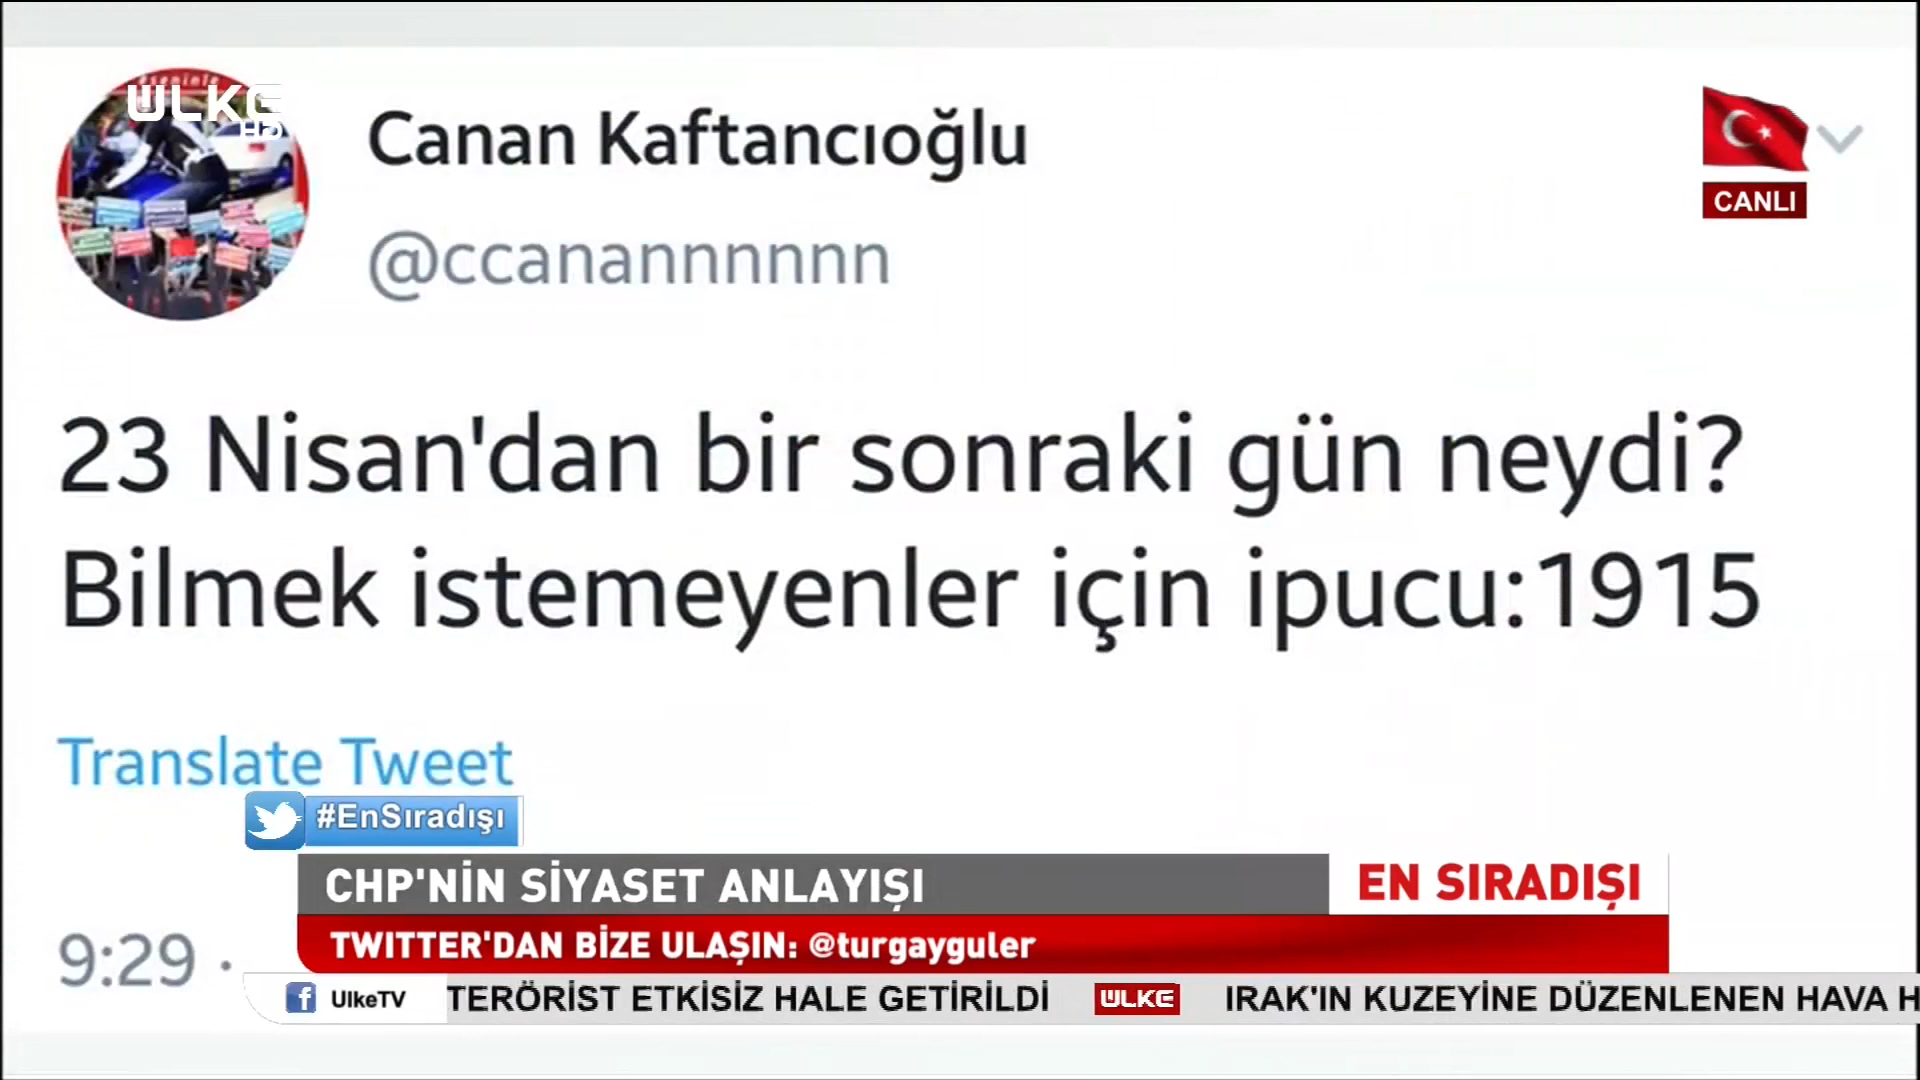 #seninle
ÜLKE
HD
Canan Kaftancıoğlu
@ccanannnnnn
CANLI
23 Nisan'dan bir sonraki gün neydi?
Bilmek istemeyenler için ipucu:1915
Translate Tweet
#EnSıradışı
CHP'NİN SİYASET ANLAYIŞI
EN SIRADIŞI
TWITTER'DAN BİZE ULAŞIN: @turgayguler
9:29 ·
UlkeTV
TERÖRİST ETKİSİZ HALE GETİRİLDİ ÜLKE IRAK'IN KUZEYİNE DÜZENLENEN HAVA H